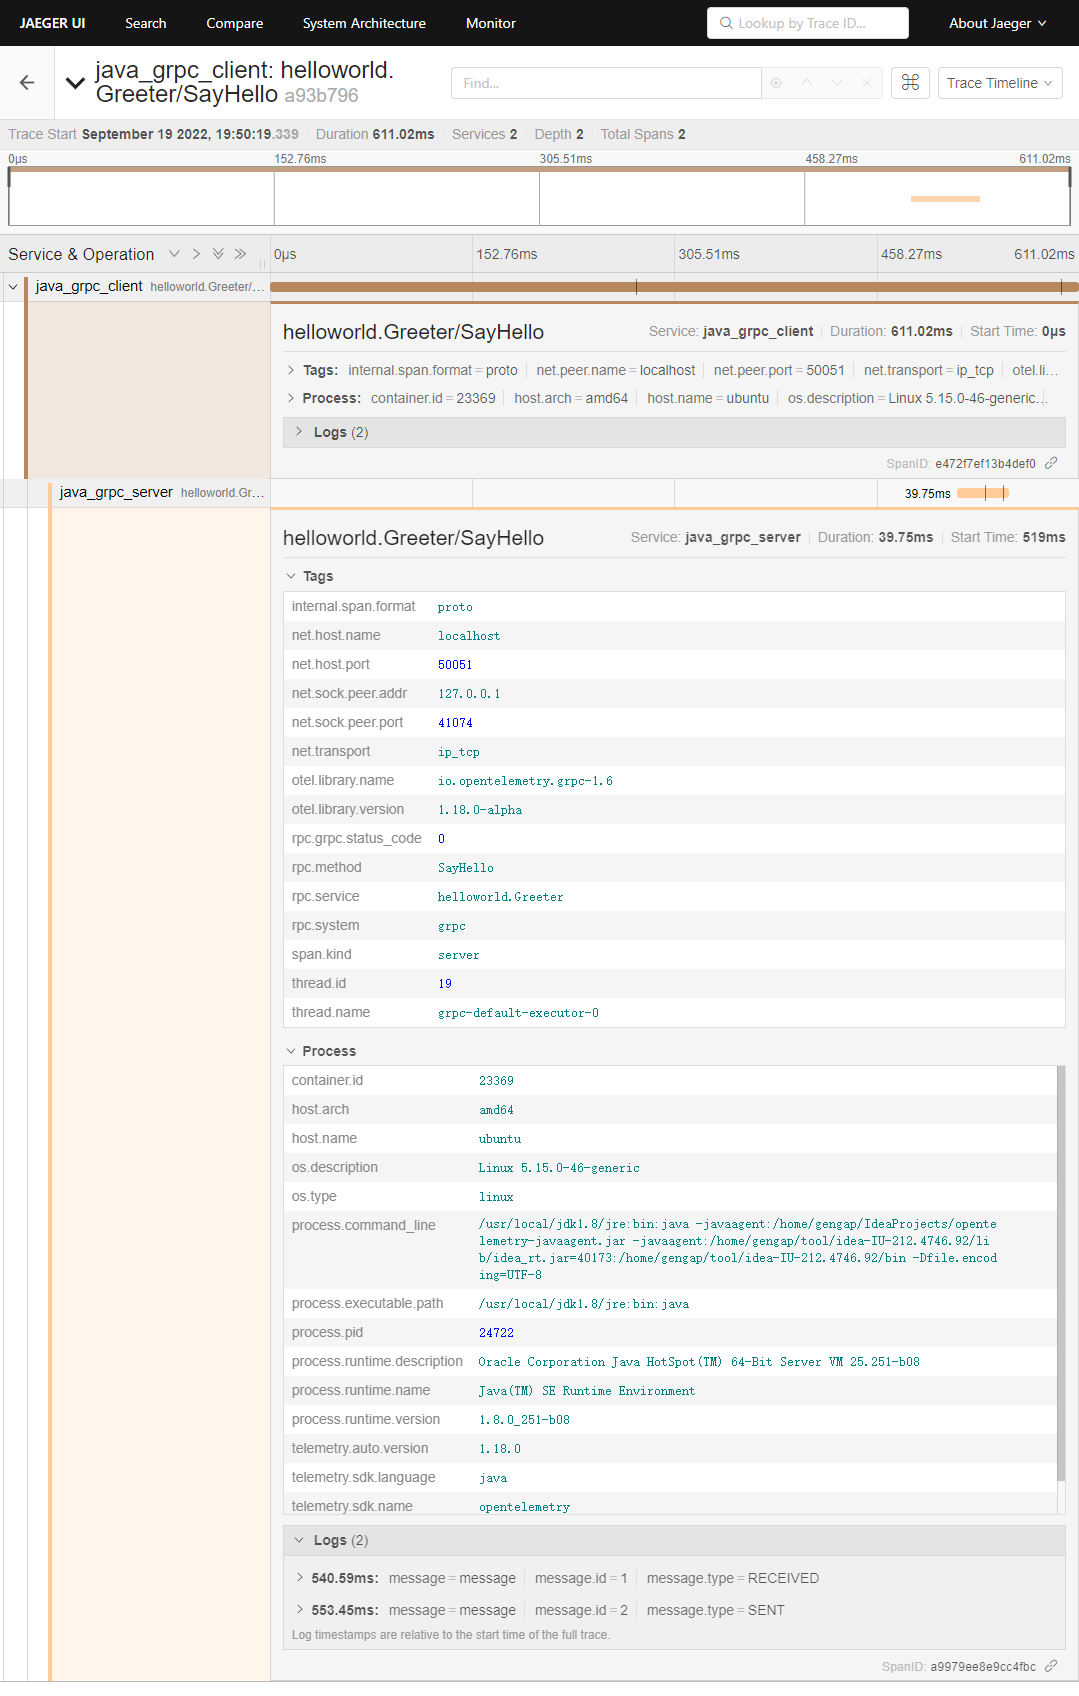 JAEGER UI Search Compare System Architecture Monitor Lookup by Trace ID... About Jaeger
java_grpc_client: helloworld.
Greeter/SayHello a93b796
Find...
Trace Timeline
Trace Start September 19 2022, 19:50:19.339 Duration 611.02ms Services 2 Depth 2 Total Spans 2
0μs 152.76ms 305.51ms 458.27ms 611.02ms
Service & Operation 0μs 152.76ms 305.51ms 458.27ms 611.02ms
java_grpc_client helloworld.Greeter/...
helloworld.Greeter/SayHello Service: java_grpc_client Duration: 611.02ms Start Time: 0μs
Tags: internal.span.format = proto net.peer.name = localhost net.peer.port = 50051 net.transport = ip_tcp otel.li...
Process: container.id = 23369 host.arch = amd64 host.name = ubuntu os.description = Linux 5.15.0-46-generic...
Logs (2)
SpanID: e472f7ef13b4def0
java_grpc_server helloworld.Gr... 39.75ms
helloworld.Greeter/SayHello Service: java_grpc_server Duration: 39.75ms Start Time: 519ms
Tags
internal.span.format proto
net.host.name localhost
net.host.port 50051
net.sock.peer.addr 127.0.0.1
net.sock.peer.port 41074
net.transport ip_tcp
otel.library.name io.opentelemetry.grpc-1.6
otel.library.version 1.18.0-alpha
rpc.grpc.status_code 0
rpc.method SayHello
rpc.service helloworld.Greeter
rpc.system grpc
span.kind server
thread.id 19
thread.name grpc-default-executor-0
Process
container.id 23369
host.arch amd64
host.name ubuntu
os.description Linux 5.15.0-46-generic
os.type linux
process.command_line /usr/local/jdk1.8/jre:bin:java -javaagent:/home/gengap/IdeaProjects/opente
lemetry-javaagent.jar -javaagent:/home/gengap/tool/idea-IU-212.4746.92/li
b/idea_rt.jar=40173:/home/gengap/tool/idea-IU-212.4746.92/bin -Dfile.encod
ing=UTF-8
process.executable.path /usr/local/jdk1.8/jre:bin:java
process.pid 24722
process.runtime.description Oracle Corporation Java HotSpot(TM) 64-Bit Server VM 25.251-b08
process.runtime.name Java(TM) SE Runtime Environment
process.runtime.version 1.8.0_251-b08
telemetry.auto.version 1.18.0
telemetry.sdk.language java
telemetry.sdk.name opentelemetry
Logs (2)
540.59ms: message = message message.id = 1 message.type = RECEIVED
553.45ms: message = message message.id = 2 message.type = SENT
Log timestamps are relative to the start time of the full trace.
SpanID: a9979ee8e9cc4fbc